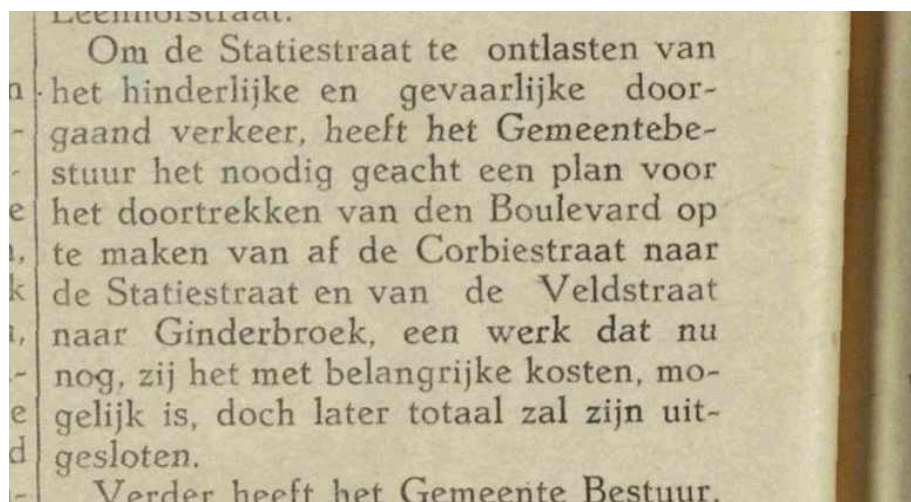 Leenhofstraat.
Om de Statiestraat te ontlasten van
het hinderlijke en gevaarlijke door-
gaand verkeer, heeft het Gemeentebe-
stuur het noodig geacht een plan voor
het doortrekken van den Boulevard op
te maken van af de Corbiestraat naar
de Statiestraat en van de Veldstraat
naar Ginderbroek, een werk dat nu
nog, zij het met belangrijke kosten, mo-
gelijk is, doch later totaal zal zijn uit-
gesloten.
Verder heeft het Gemeente Bestuur,